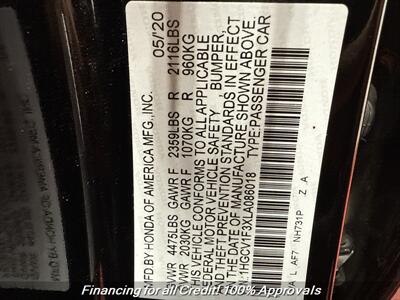 MFD BY HONDA OF AMERICA MFG., INC. 05/20
GVWR 4475LBS GAWR F 2359LBS R 2116LBS
2030KG GAWR F 1070KG R 960KG
THIS VEHICLE CONFORMS TO ALL APPLICABLE
FEDERAL MOTOR VEHICLE SAFETY, BUMPER,
AND THEFT PREVENTION STANDARDS IN EFFECT
ON THE DATE OF MANUFACTURE SHOWN ABOVE.
1HGCV1F3XLA086018 TYPE:PASSENGER CAR
L AF7 NH731P Z A
Financing for all Credit! 100% Approvals